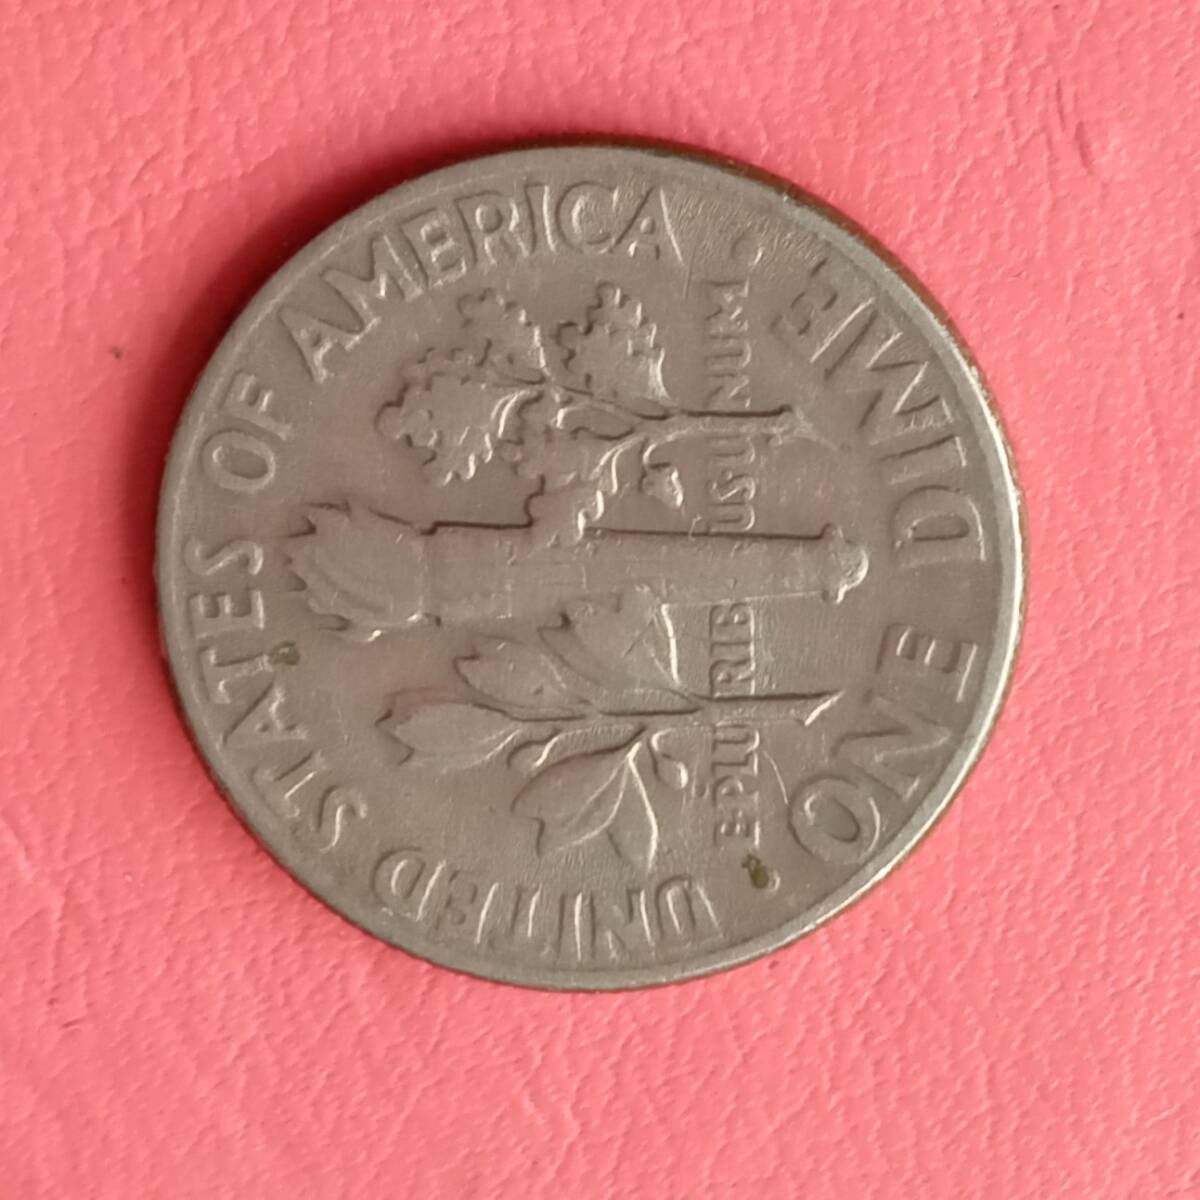 UNITED STATES OF AMERICA
E PLURIBUS UNUM
· ONE DIME ·